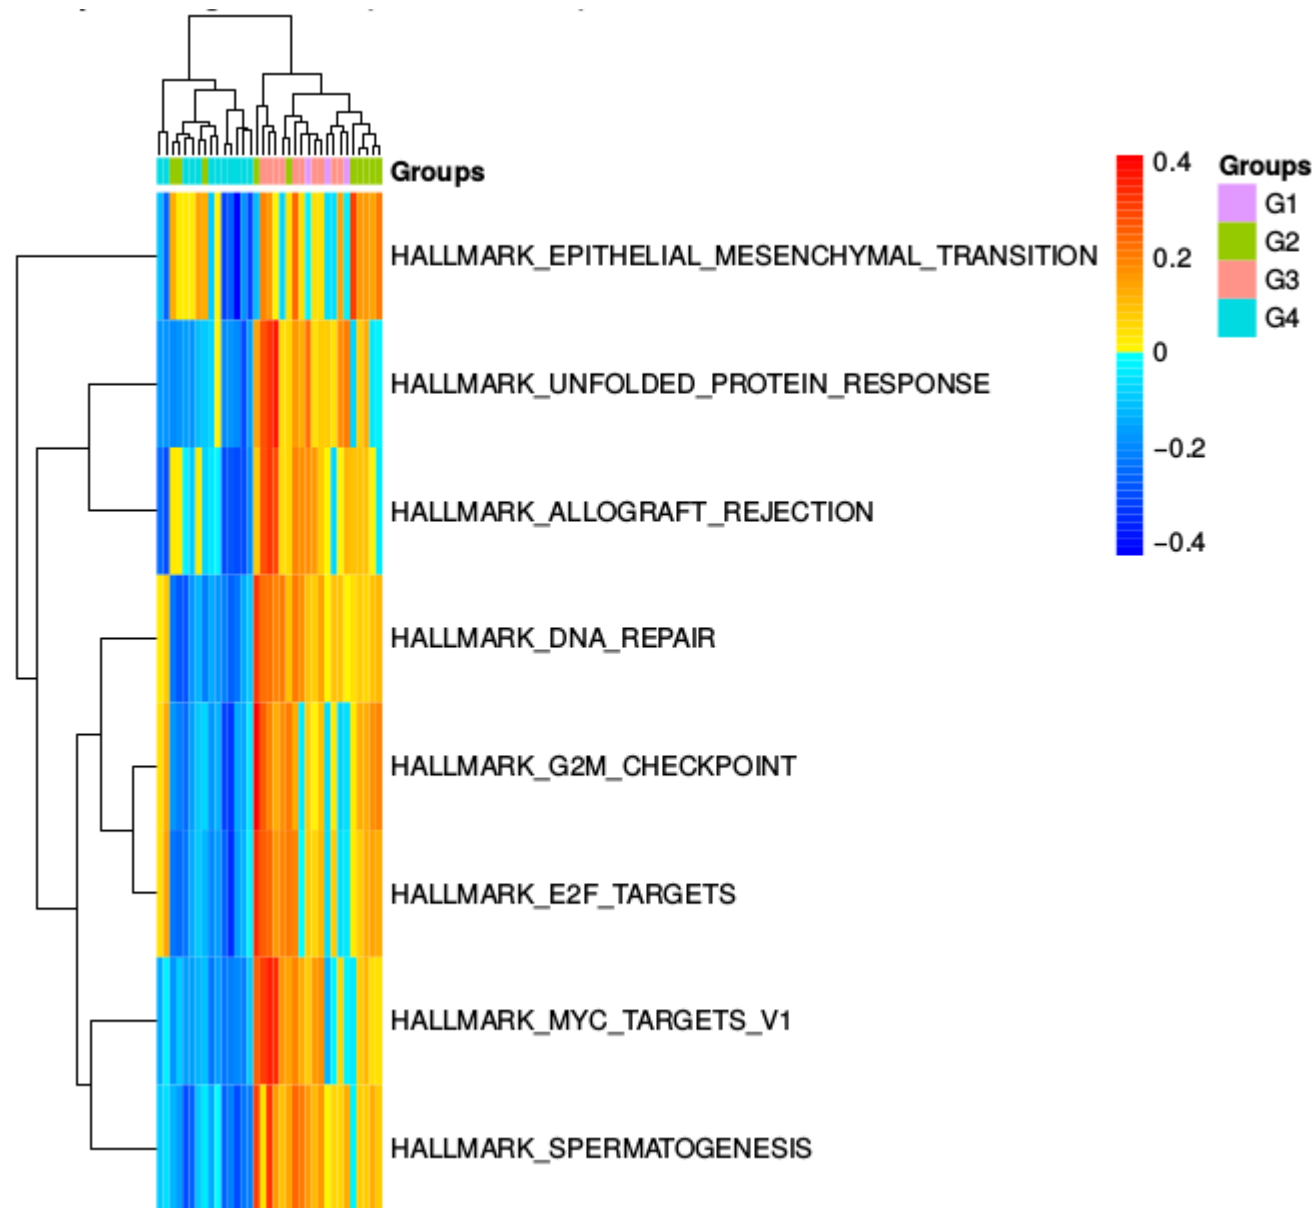 Groups
HALLMARK_EPITHELIAL_MESENCHYMAL_TRANSITION
HALLMARK_UNFOLDED_PROTEIN_RESPONSE
HALLMARK_ALLOGRAFT_REJECTION
HALLMARK_DNA_REPAIR
HALLMARK_G2M_CHECKPOINT
HALLMARK_E2F_TARGETS
HALLMARK_MYC_TARGETS_V1
HALLMARK_SPERMATOGENESIS
0.4
0.2
0
−0.2
−0.4
Groups
G1
G2
G3
G4